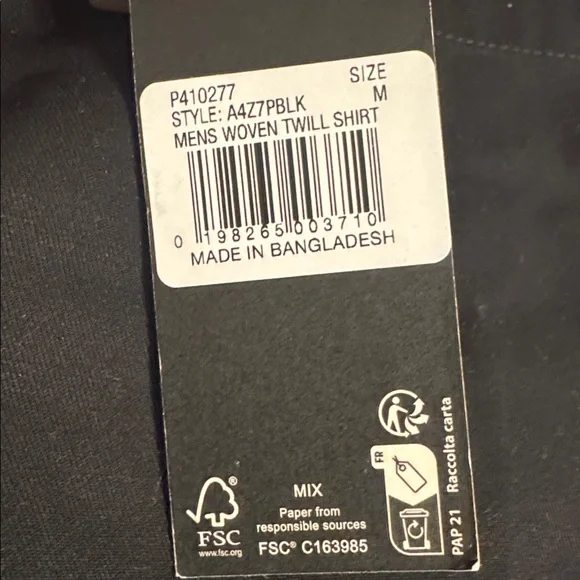 P410277 SIZE
STYLE: A4Z7PBLK M
MENS WOVEN TWILL SHIRT
0 198265 003710
MADE IN BANGLADESH
FR
Raccolta carta
PAP 21
FSC®
www.fsc.org
MIX
Paper from
responsible sources
FSC® C163985